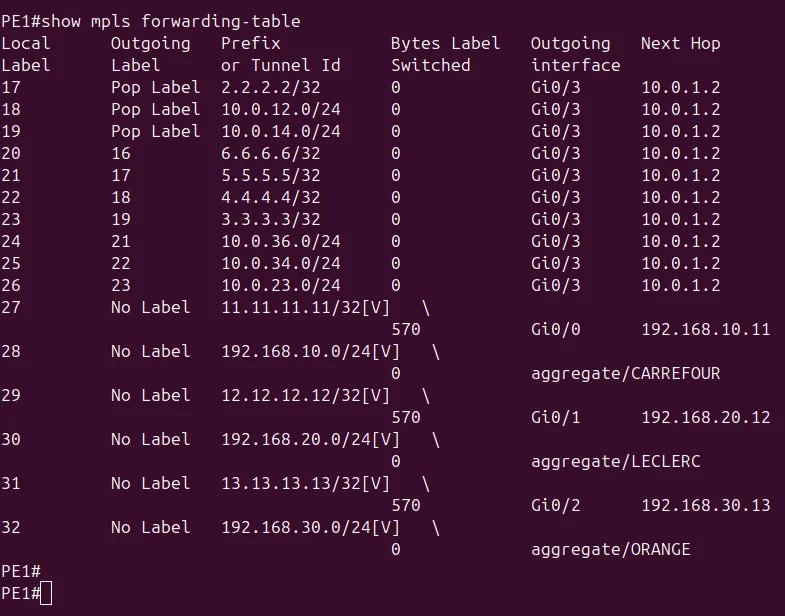 PE1#show mpls forwarding-table
Local      Outgoing   Prefix           Bytes Label   Outgoing   Next Hop
Label      Label      or Tunnel Id     Switched      interface
17         Pop Label  2.2.2.2/32       0             Gi0/3      10.0.1.2
18         Pop Label  10.0.12.0/24     0             Gi0/3      10.0.1.2
19         Pop Label  10.0.14.0/24     0             Gi0/3      10.0.1.2
20         16         6.6.6.6/32       0             Gi0/3      10.0.1.2
21         17         5.5.5.5/32       0             Gi0/3      10.0.1.2
22         18         4.4.4.4/32       0             Gi0/3      10.0.1.2
23         19         3.3.3.3/32       0             Gi0/3      10.0.1.2
24         21         10.0.36.0/24     0             Gi0/3      10.0.1.2
25         22         10.0.34.0/24     0             Gi0/3      10.0.1.2
26         23         10.0.23.0/24     0             Gi0/3      10.0.1.2
27         No Label   11.11.11.11/32[V]   \
                                       570           Gi0/0      192.168.10.11
28         No Label   192.168.10.0/24[V]   \
                                       0             aggregate/CARREFOUR
29         No Label   12.12.12.12/32[V]   \
                                       570           Gi0/1      192.168.20.12
30         No Label   192.168.20.0/24[V]   \
                                       0             aggregate/LECLERC
31         No Label   13.13.13.13/32[V]   \
                                       570           Gi0/2      192.168.30.13
32         No Label   192.168.30.0/24[V]   \
                                       0             aggregate/ORANGE
PE1#
PE1#